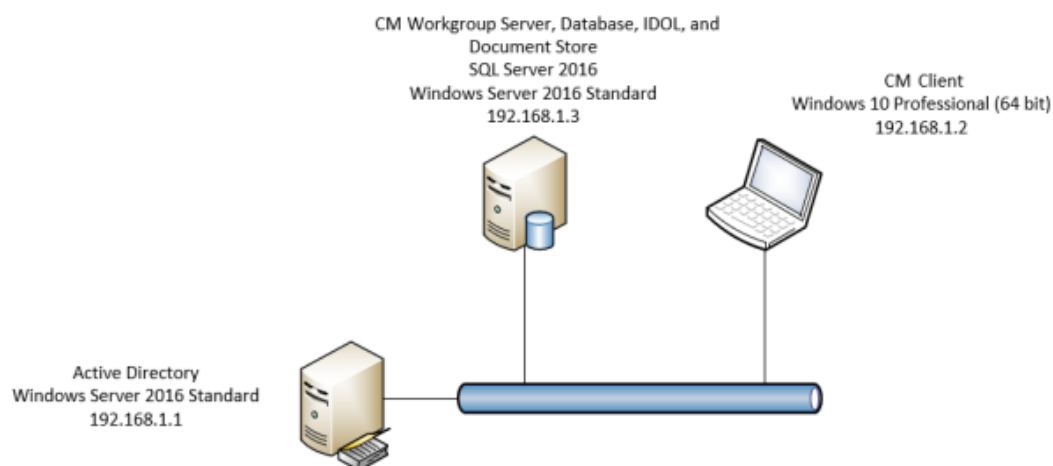 CM Workgroup Server, Database, IDOL, and
Document Store
SQL Server 2016
Windows Server 2016 Standard
192.168.1.3
CM Client
Windows 10 Professional (64 bit)
192.168.1.2
Active Directory
Windows Server 2016 Standard
192.168.1.1